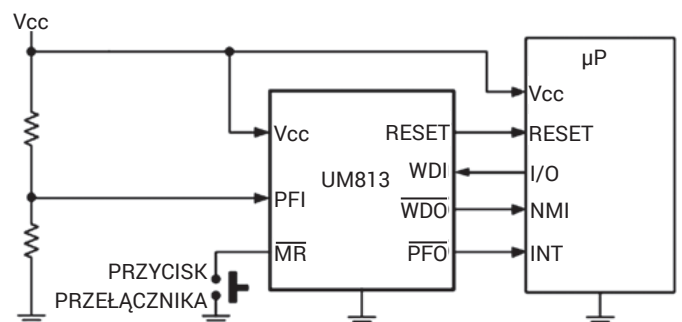 Vcc
µP
Vcc
Vcc
RESET
RESET
WDI
I/O
UM813
PFI
WDO
NMI
MR
PFO
INT
PRZYCISK
PRZEŁĄCZNIKA